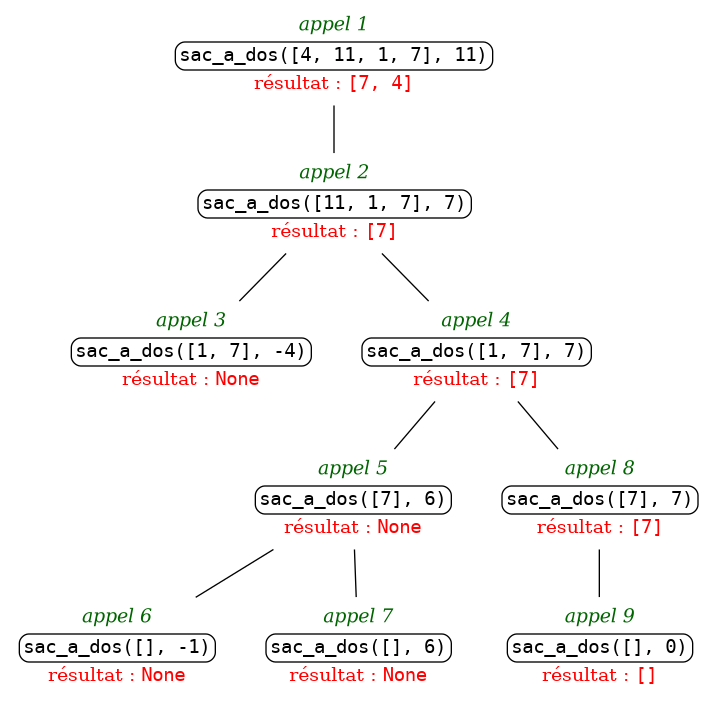 appel 1
sac_a_dos([4, 11, 1, 7], 11)
résultat : [7, 4]
appel 2
sac_a_dos([11, 1, 7], 7)
résultat : [7]
appel 3
sac_a_dos([1, 7], -4)
résultat : None
appel 4
sac_a_dos([1, 7], 7)
résultat : [7]
appel 5
sac_a_dos([7], 6)
résultat : None
appel 8
sac_a_dos([7], 7)
résultat : [7]
appel 6
sac_a_dos([], -1)
résultat : None
appel 7
sac_a_dos([], 6)
résultat : None
appel 9
sac_a_dos([], 0)
résultat : []